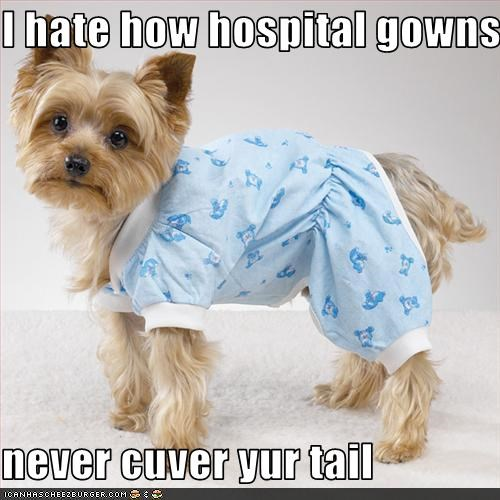 I hate how hospital gowns
never cuver yur tail
ICANHASCHEEZBURGER.COM